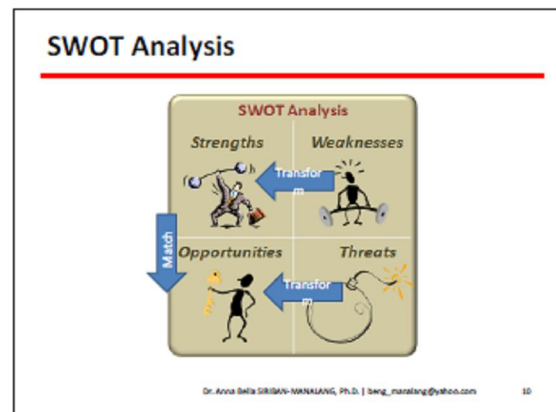 SWOT Analysis
SWOT Analysis
Strengths
Weaknesses
Transfor
m
Match
Opportunities
Threats
Transfor
m
Dr. Anna Bella SIRIBAN-MANALANG, Ph.D. | beng_manalang@yahoo.com
10